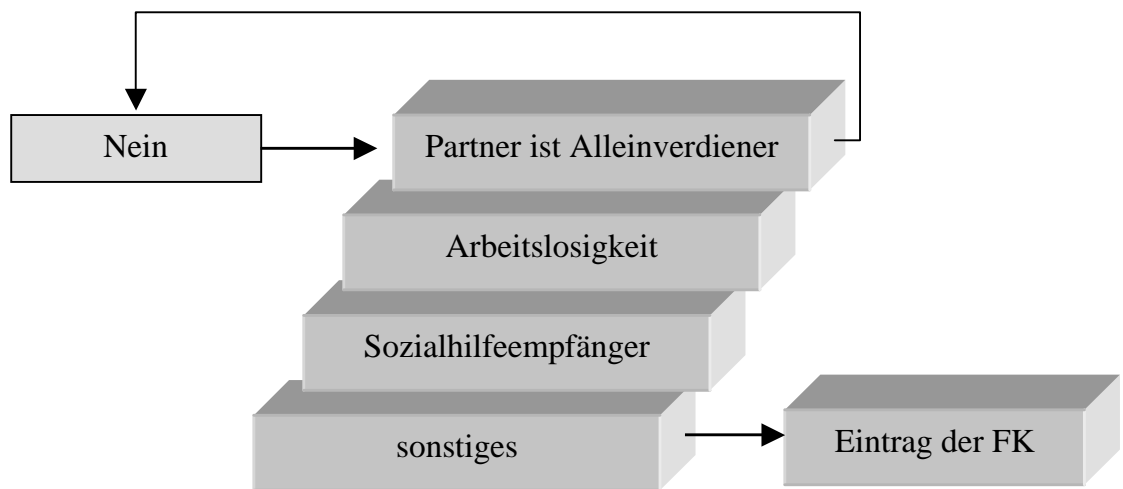 Nein
Partner ist Alleinverdiener
Arbeitslosigkeit
Sozialhilfeempfänger
sonstiges
Eintrag der FK